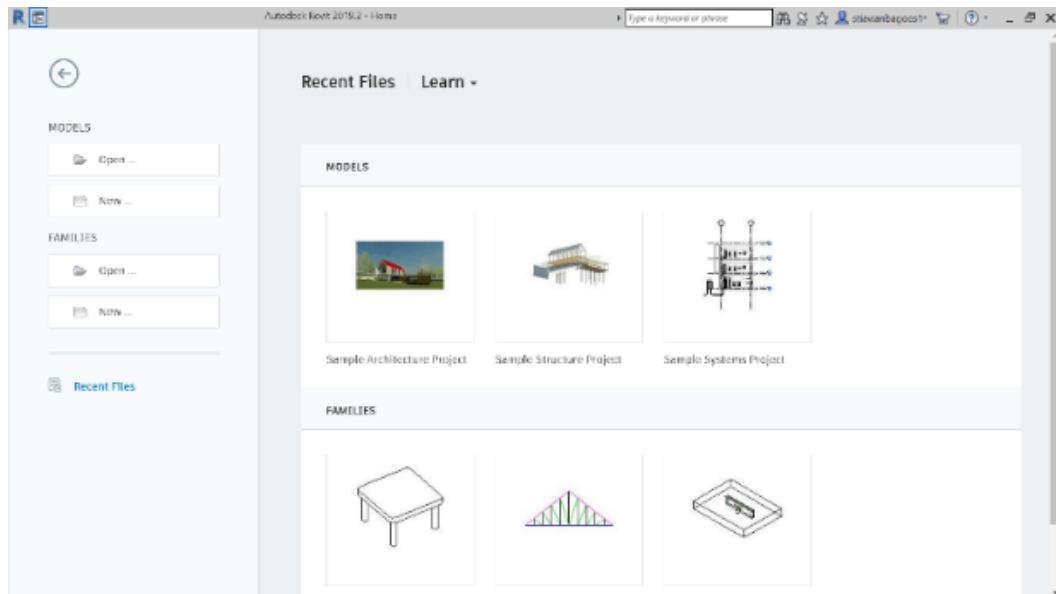 R
Autodesk Revit 2019.2 - Home
Type a keyword or phrase
Recent Files Learn
MODELS
Open ...
New ...
FAMILIES
Open ...
New ...
Recent Files
MODELS
Sample Architecture Project Sample Structure Project Sample Systems Project
FAMILIES